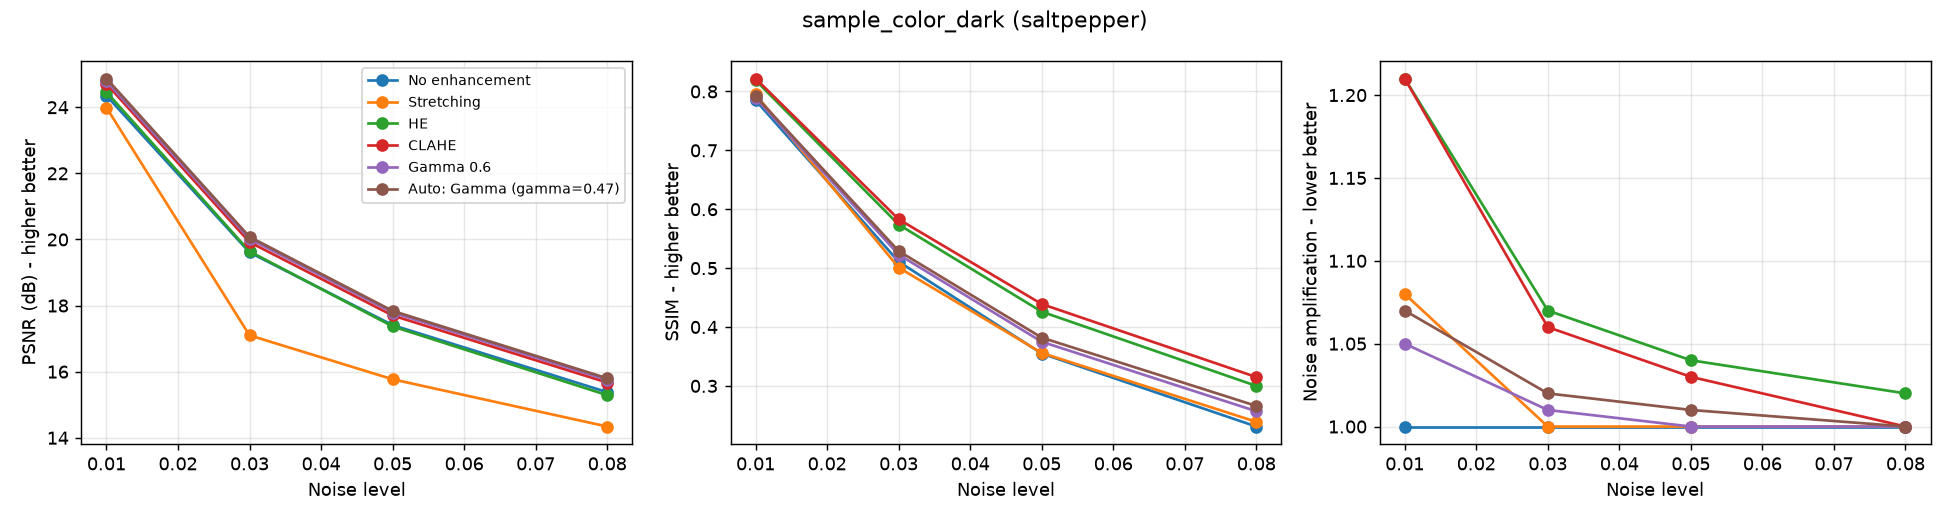 sample_color_dark (saltpepper)
PSNR (dB) - higher better
24
22
20
18
16
14
0.01 0.02 0.03 0.04 0.05 0.06 0.07 0.08
Noise level
No enhancement
Stretching
HE
CLAHE
Gamma 0.6
Auto: Gamma (gamma=0.47)
SSIM - higher better
0.8
0.7
0.6
0.5
0.4
0.3
0.01 0.02 0.03 0.04 0.05 0.06 0.07 0.08
Noise level
Noise amplification - lower better
1.20
1.15
1.10
1.05
1.00
0.01 0.02 0.03 0.04 0.05 0.06 0.07 0.08
Noise level